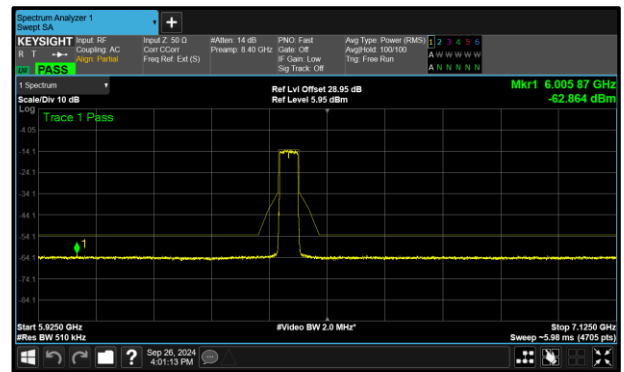 Spectrum Analyzer 1
Swept SA
+
KEYSIGHT Input: RF Input Z: 50 Ω #Atten: 14 dB PNO: Fast Avg Type: Power (RMS) 1 2 3 4 5 6
R T Coupling: AC Corr CCorr Preamp: 8.40 GHz Gate: Off Avg|Hold: 100/100 A W W W W W
Align: Partial Freq Ref: Ext (S) IF Gain: Low Trig: Free Run
PASS Sig Track: Off A N N N N N
1 Spectrum Ref Lvl Offset 28.95 dB Mkr1 6.005 87 GHz
Scale/Div 10 dB Ref Level 5.95 dBm -62.864 dBm
Log
Trace 1 Pass
-4.05
-14.1
-24.1
-34.1
-44.1
-54.1
1
-64.1
-74.1
-84.1
Start 5.9250 GHz #Video BW 2.0 MHz* Stop 7.1250 GHz
#Res BW 510 kHz Sweep ~5.98 ms (4705 pts)
? Sep 26, 2024
4:01:13 PM